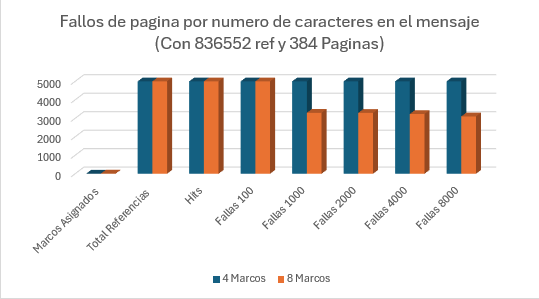 Fallos de pagina por numero de caracteres en el mensaje
(Con 836552 ref y 384 Paginas)
5000
4000
3000
2000
1000
0
Marcos Asignados
Total Referencias
Hits
Fallas 100
Fallas 1000
Fallas 2000
Fallas 4000
Fallas 8000
4 Marcos
8 Marcos